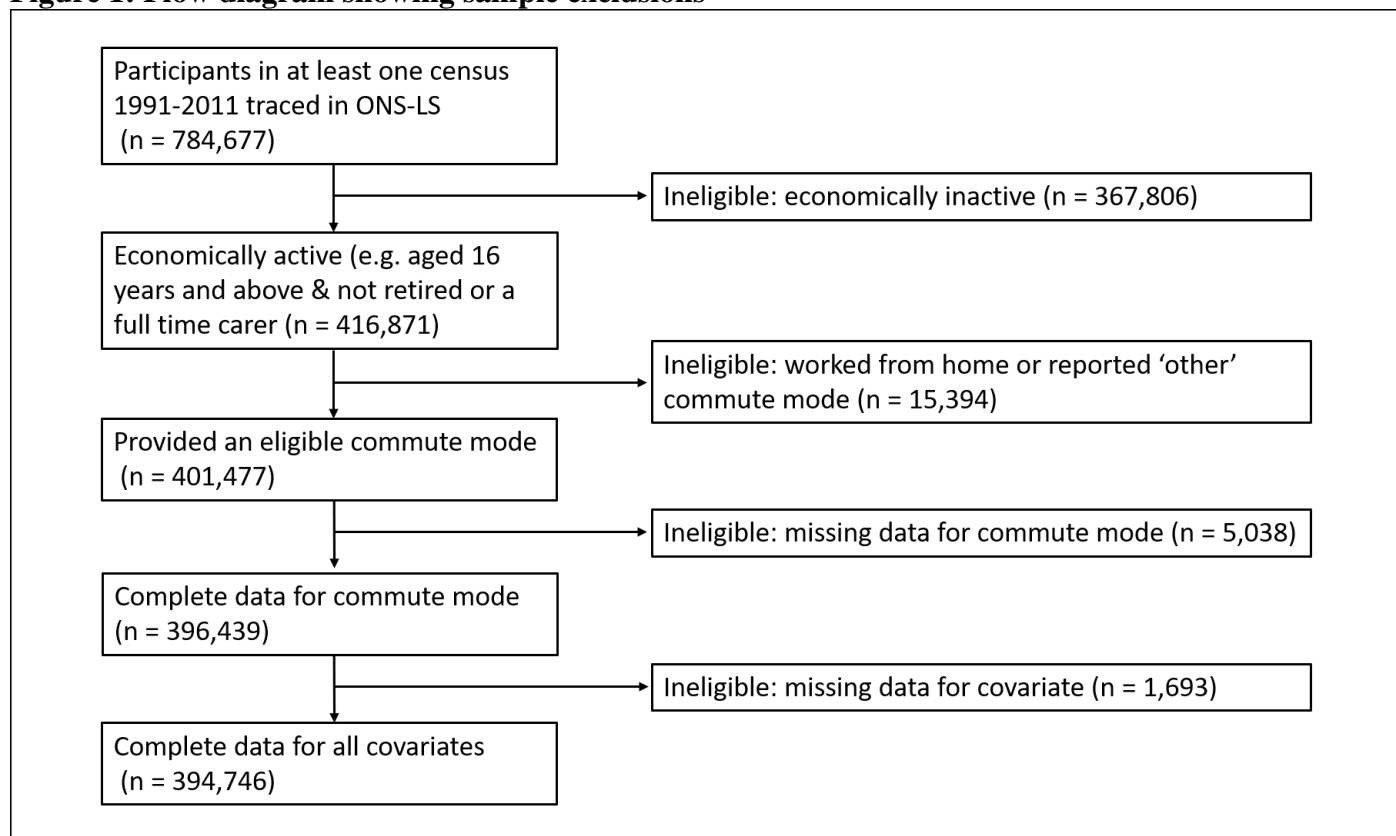 Figure 1: Flow diagram showing sample exclusions
Participants in at least one census
1991-2011 traced in ONS-LS
(n = 784,677)
Ineligible: economically inactive (n = 367,806)
Economically active (e.g. aged 16
years and above & not retired or a
full time carer (n = 416,871)
Ineligible: worked from home or reported ‘other’
commute mode (n = 15,394)
Provided an eligible commute mode
(n = 401,477)
Ineligible: missing data for commute mode (n = 5,038)
Complete data for commute mode
(n = 396,439)
Ineligible: missing data for covariate (n = 1,693)
Complete data for all covariates
(n = 394,746)